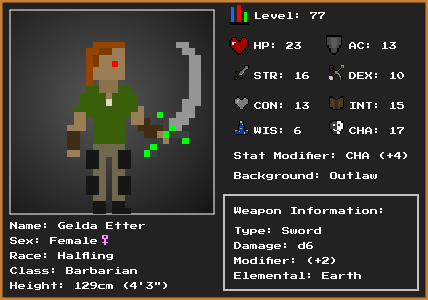 Level: 77
HP: 23
AC: 13
STR: 16
DEX: 10
CON: 13
INT: 15
WIS: 6
CHA: 17
Stat Modifier: CHA (+4)
Background: Outlaw
Name: Gelda Etter
Sex: Female♀
Race: Halfling
Class: Barbarian
Height: 129cm (4'3")
Weapon Information:
Type: Sword
Damage: d6
Modifier: (+2)
Elemental: Earth